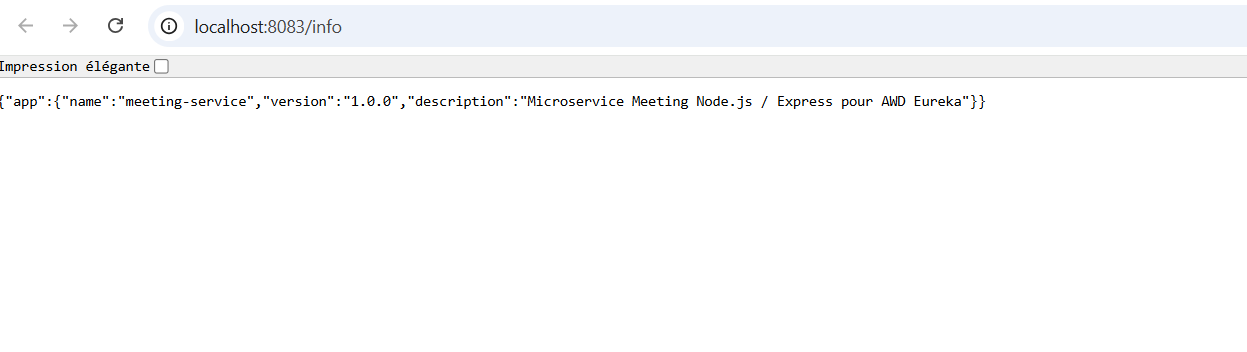 localhost:8083/info
Impression élégante
{"app":{"name":"meeting-service","version":"1.0.0","description":"Microservice Meeting Node.js / Express pour AWD Eureka"}}